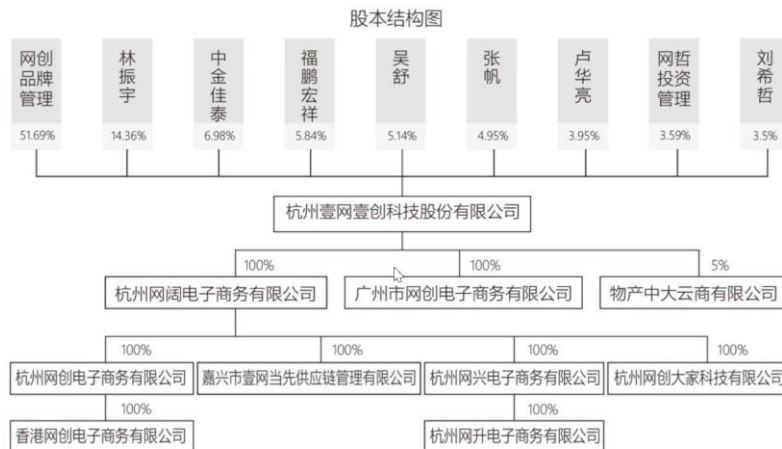 股本结构图
网创品牌管理
林振宇
中金佳泰
福鹏宏祥
吴舒
张帆
卢华亮
网哲投资管理
刘希哲
51.69%
14.36%
6.98%
5.84%
5.14%
4.95%
3.95%
3.59%
3.5%
杭州壹网壹创科技股份有限公司
100%
100%
5%
杭州网阔电子商务有限公司
广州市网创电子商务有限公司
物产中大云商有限公司
100%
100%
100%
100%
杭州网创电子商务有限公司
嘉兴市壹网当先供应链管理有限公司
杭州网兴电子商务有限公司
杭州网创大家科技有限公司
100%
100%
香港网创电子商务有限公司
杭州网升电子商务有限公司